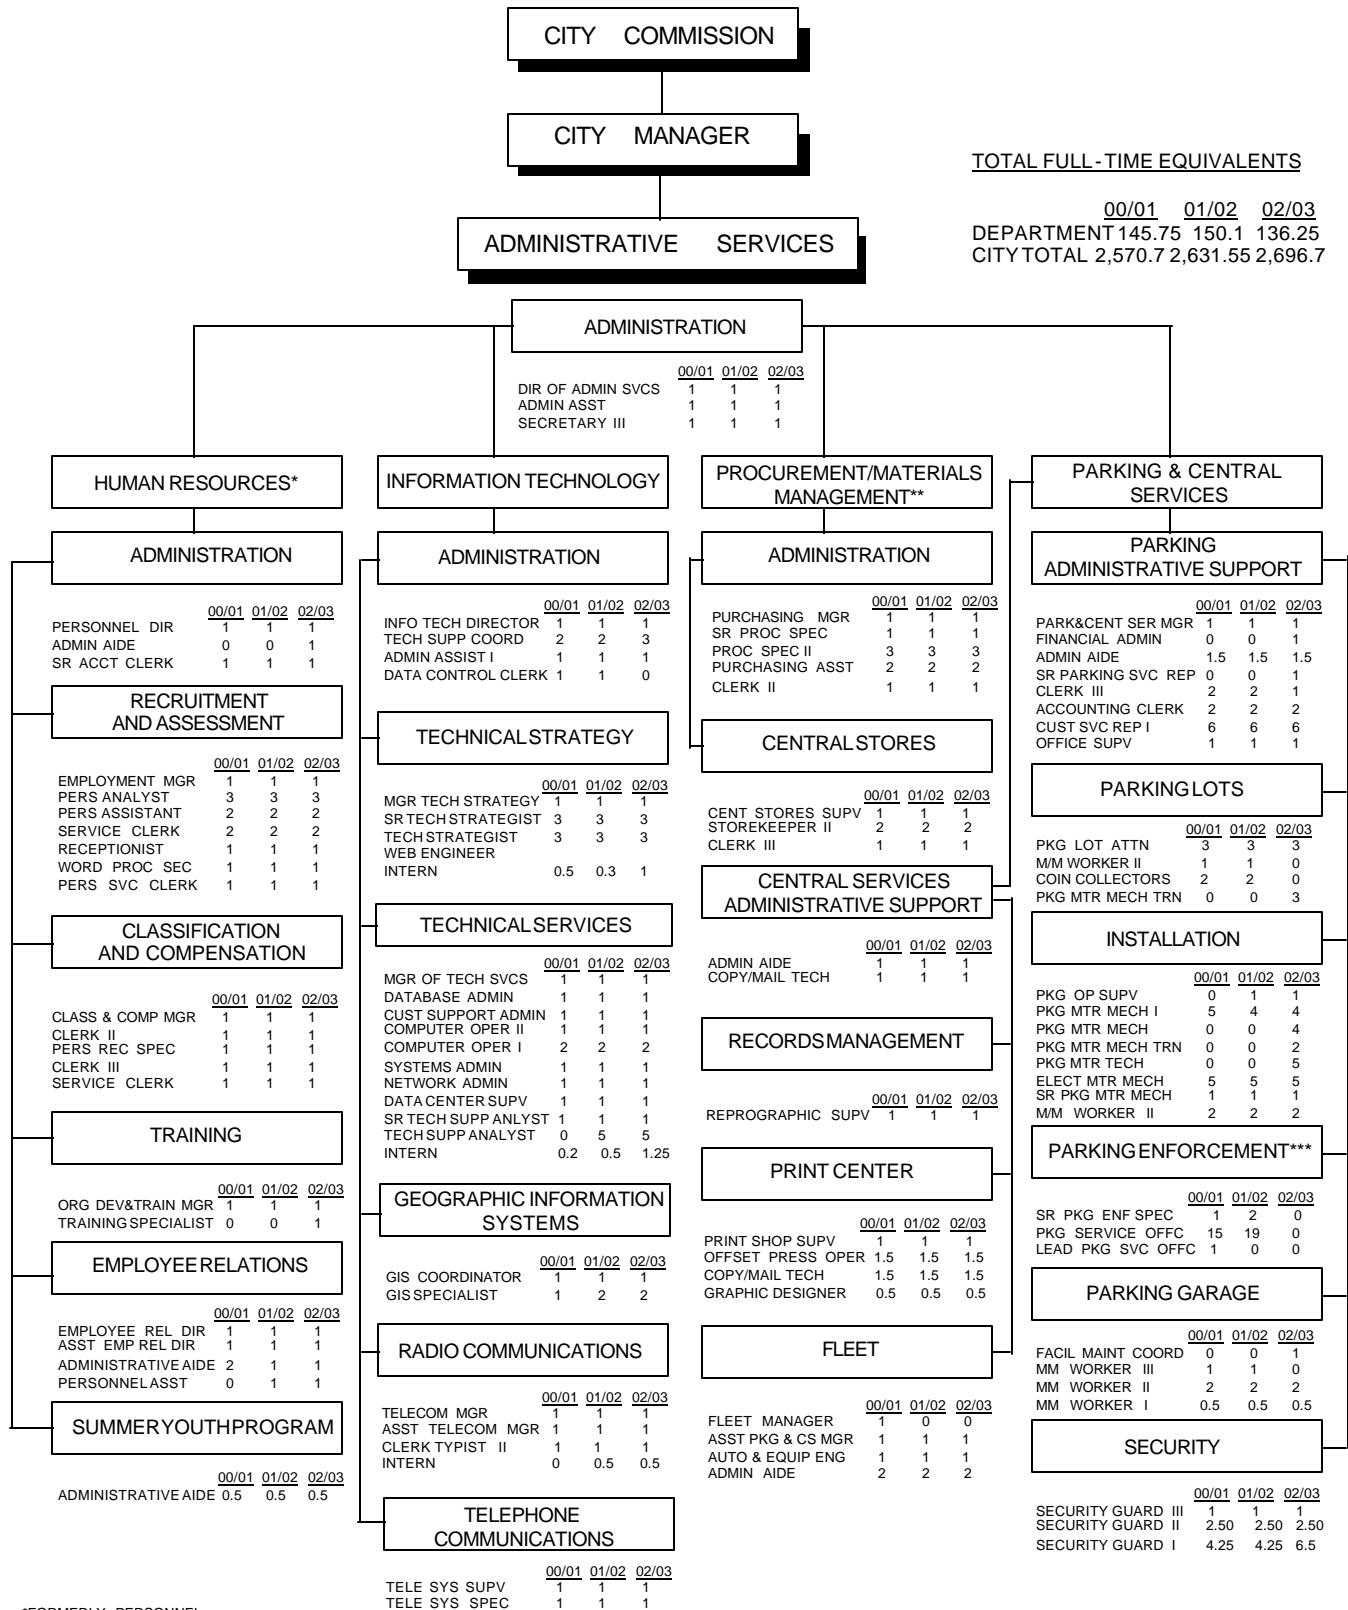 CITY COMMISSION
CITY MANAGER
ADMINISTRATIVE SERVICES
TOTAL FULL-TIME EQUIVALENTS
00/01 01/02 02/03
DEPARTMENT 145.75 150.1 136.25
CITY TOTAL 2,570.7 2,631.55 2,696.7
ADMINISTRATION
00/01 01/02 02/03
DIR OF ADMIN SVCS 1 1 1
ADMIN ASST 1 1 1
SECRETARY III 1 1 1
HUMAN RESOURCES*
ADMINISTRATION
00/01 01/02 02/03
PERSONNEL DIR 1 1 1
ADMIN AIDE 0 0 1
SR ACCT CLERK 1 1 1
RECRUITMENT
AND ASSESSMENT
00/01 01/02 02/03
EMPLOYMENT MGR 1 1 1
PERS ANALYST 3 3 3
PERS ASSISTANT 2 2 2
SERVICE CLERK 2 2 2
RECEPTIONIST 1 1 1
WORD PROC SEC 1 1 1
PERS SVC CLERK 1 1 1
CLASSIFICATION
AND COMPENSATION
00/01 01/02 02/03
CLASS & COMP MGR 1 1 1
CLERK II 1 1 1
PERS REC SPEC 1 1 1
CLERK III 1 1 1
SERVICE CLERK 1 1 1
TRAINING
00/01 01/02 02/03
ORG DEV&TRAIN MGR 1 1 1
TRAINING SPECIALIST 0 0 1
EMPLOYEE RELATIONS
00/01 01/02 02/03
EMPLOYEE REL DIR 1 1 1
ASST EMP REL DIR 1 1 1
ADMINISTRATIVE AIDE 2 1 1
PERSONNEL ASST 0 1 1
SUMMER YOUTH PROGRAM
00/01 01/02 02/03
ADMINISTRATIVE AIDE 0.5 0.5 0.5
INFORMATION TECHNOLOGY
ADMINISTRATION
00/01 01/02 02/03
INFO TECH DIRECTOR 1 1 1
TECH SUPP COORD 2 2 3
ADMIN ASSIST I 1 1 1
DATA CONTROL CLERK 1 1 0
TECHNICAL STRATEGY
00/01 01/02 02/03
MGR TECH STRATEGY 1 1 1
SR TECH STRATEGIST 3 3 3
TECH STRATEGIST 3 3 3
WEB ENGINEER
INTERN 0.5 0.3 1
TECHNICAL SERVICES
00/01 01/02 02/03
MGR OF TECH SVCS 1 1 1
DATABASE ADMIN 1 1 1
CUST SUPPORT ADMIN 1 1 1
COMPUTER OPER II 1 1 1
COMPUTER OPER I 2 2 2
SYSTEMS ADMIN 1 1 1
NETWORK ADMIN 1 1 1
DATA CENTER SUPV 1 1 1
SR TECH SUPP ANLYST 1 1 1
TECH SUPP ANALYST 0 5 5
INTERN 0.2 0.5 1.25
GEOGRAPHIC INFORMATION
SYSTEMS
00/01 01/02 02/03
GIS COORDINATOR 1 1 1
GIS SPECIALIST 1 2 2
RADIO COMMUNICATIONS
00/01 01/02 02/03
TELECOM MGR 1 1 1
ASST TELECOM MGR 1 1 1
CLERK TYPIST II 1 1 1
INTERN 0 0.5 0.5
TELEPHONE
COMMUNICATIONS
00/01 01/02 02/03
TELE SYS SUPV 1 1 1
TELE SYS SPEC 1 1 1
PROCUREMENT/MATERIALS
MANAGEMENT**
ADMINISTRATION
00/01 01/02 02/03
PURCHASING MGR 1 1 1
SR PROC SPEC 1 1 1
PROC SPEC II 3 3 3
PURCHASING ASST 2 2 2
CLERK II 1 1 1
CENTRAL STORES
00/01 01/02 02/03
CENT STORES SUPV 1 1 1
STOREKEEPER II 2 2 2
CLERK III 1 1 1
CENTRAL SERVICES
ADMINISTRATIVE SUPPORT
00/01 01/02 02/03
ADMIN AIDE 1 1 1
COPY/MAIL TECH 1 1 1
RECORDS MANAGEMENT
00/01 01/02 02/03
REPROGRAPHIC SUPV 1 1 1
PRINT CENTER
00/01 01/02 02/03
PRINT SHOP SUPV 1 1 1
OFFSET PRESS OPER 1.5 1.5 1.5
COPY/MAIL TECH 1.5 1.5 1.5
GRAPHIC DESIGNER 0.5 0.5 0.5
FLEET
00/01 01/02 02/03
FLEET MANAGER 1 0 0
ASST PKG & CS MGR 1 1 1
AUTO & EQUIP ENG 1 1 1
ADMIN AIDE 2 2 2
PARKING & CENTRAL
SERVICES
PARKING
ADMINISTRATIVE SUPPORT
00/01 01/02 02/03
PARK&CENT SER MGR 1 1 1
FINANCIAL ADMIN 0 0 1
ADMIN AIDE 1.5 1.5 1.5
SR PARKING SVC REP 0 0 1
CLERK III 2 2 1
ACCOUNTING CLERK 2 2 2
CUST SVC REP I 6 6 6
OFFICE SUPV 1 1 1
PARKING LOTS
00/01 01/02 02/03
PKG LOT ATTN 3 3 3
M/M WORKER II 1 1 0
COIN COLLECTORS 2 2 0
PKG MTR MECH TRN 0 0 3
INSTALLATION
00/01 01/02 02/03
PKG OP SUPV 0 1 1
PKG MTR MECH I 5 4 4
PKG MTR MECH 0 0 4
PKG MTR MECH TRN 0 0 2
PKG MTR TECH 0 0 5
ELECT MTR MECH 5 5 5
SR PKG MTR MECH 1 1 1
M/M WORKER II 2 2 2
PARKING ENFORCEMENT***
00/01 01/02 02/03
SR PKG ENF SPEC 1 2 0
PKG SERVICE OFFC 15 19 0
LEAD PKG SVC OFFC 1 0 0
PARKING GARAGE
00/01 01/02 02/03
FACIL MAINT COORD 0 0 1
MM WORKER III 1 1 0
MM WORKER II 2 2 2
MM WORKER I 0.5 0.5 0.5
SECURITY
00/01 01/02 02/03
SECURITY GUARD III 1 1 1
SECURITY GUARD II 2.50 2.50 2.50
SECURITY GUARD I 4.25 4.25 6.5